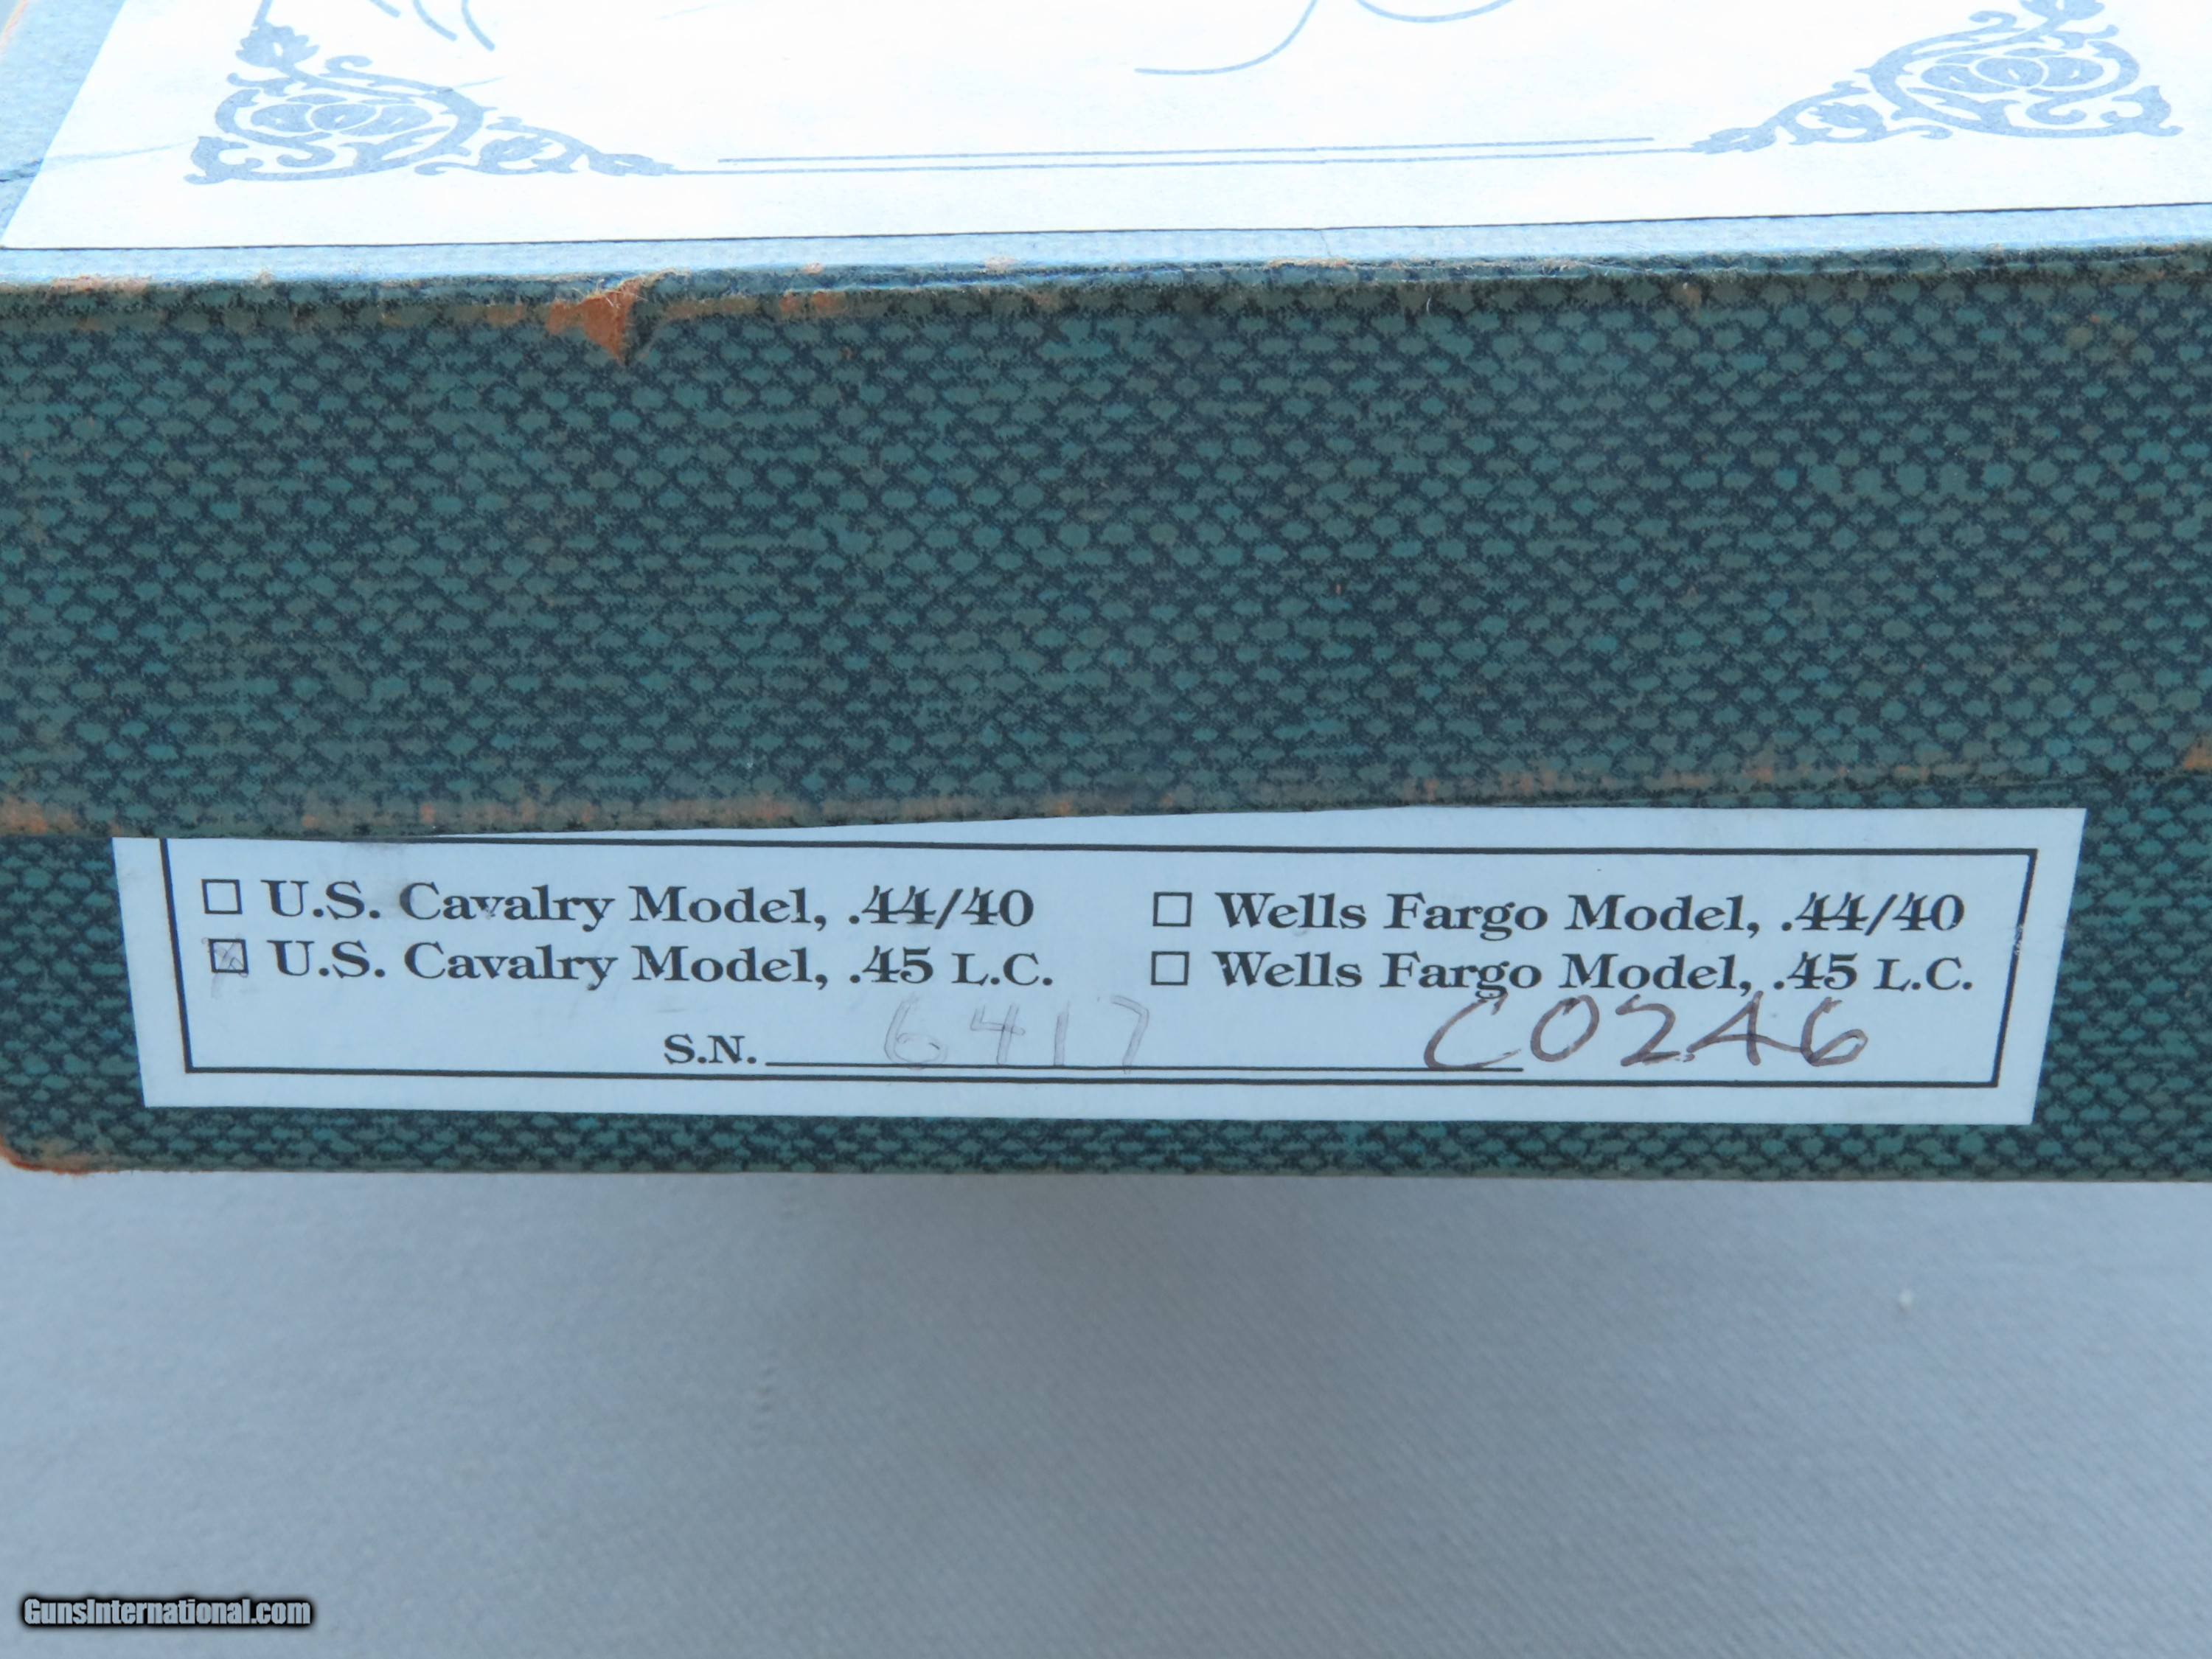 ☐ U.S. Cavalry Model, .44/40 ☐ Wells Fargo Model, .44/40
☒ U.S. Cavalry Model, .45 L.C. ☐ Wells Fargo Model, .45 L.C.
S.N. 6417 C0246
GunsInternational.com